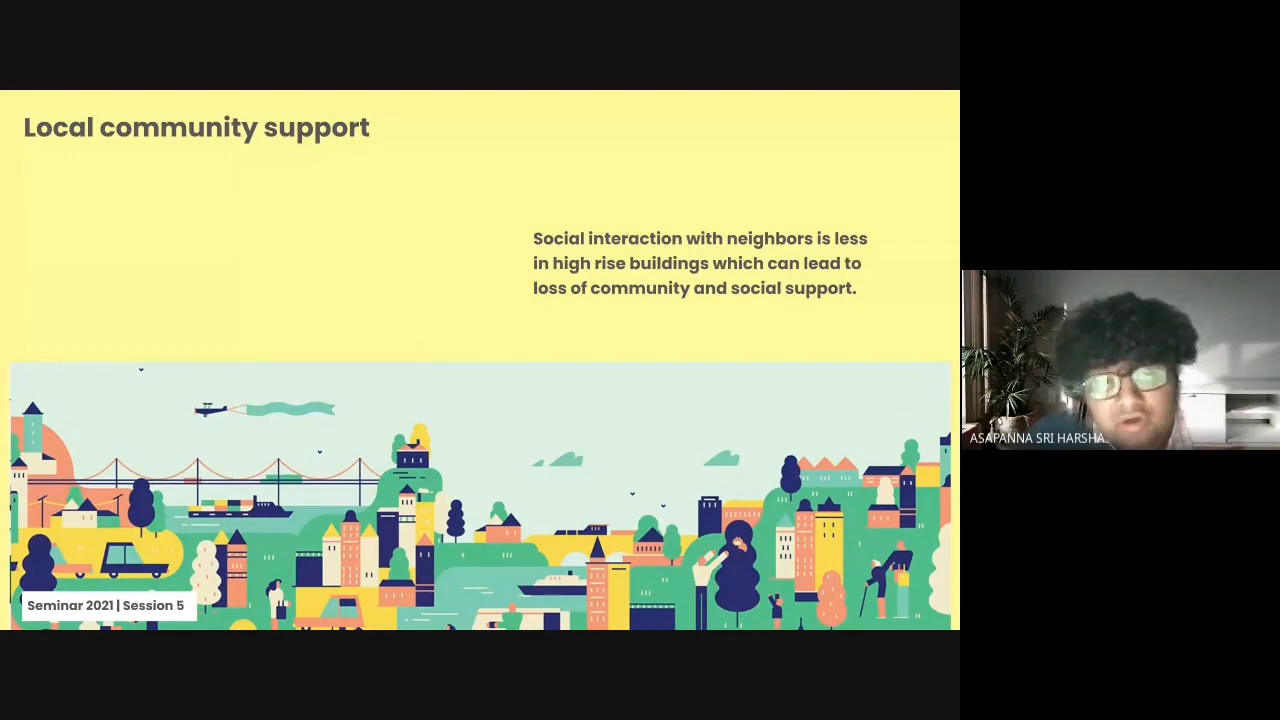 Local community support
Social interaction with neighbors is less
in high rise buildings which can lead to
loss of community and social support.
Seminar 2021 | Session 5
ASAPANNA SRI HARSHA..